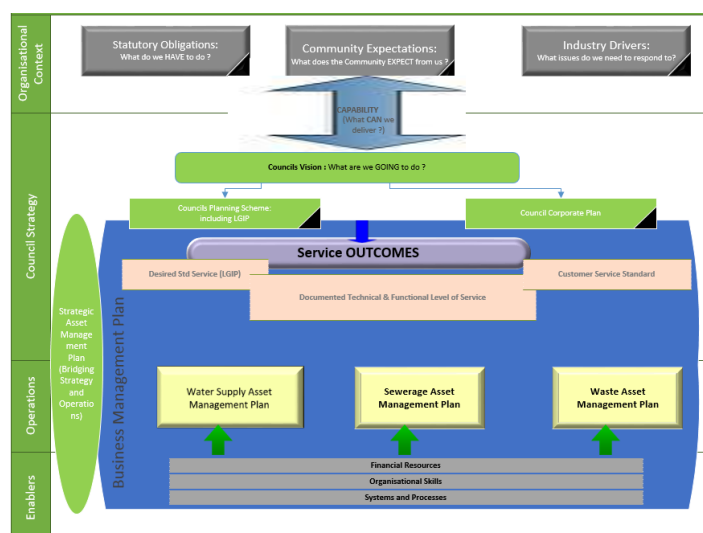 Organisational
Context
Statutory Obligations:
What do we HAVE to do ?
Community Expectations:
What does the Community EXPECT from us ?
Industry Drivers:
What issues do we need to respond to?
CAPABILITY
(What CAN we
deliver ?)
Council Strategy
Councils Vision : What are we GOING to do ?
Councils Planning Scheme:
including LGIP
Council Corporate Plan
Service OUTCOMES
Desired Std Service (LGIP)
Customer Service Standard
Documented Technical & Functional Level of Service
Strategic
Asset
Manage
ment
Plan
(Bridging
Strategy
and
Operatio
ns)
Business Management Plan
Operations
Water Supply Asset
Management Plan
Sewerage Asset
Management Plan
Waste Asset
Management Plan
Enablers
Financial Resources
Organisational Skills
Systems and Processes